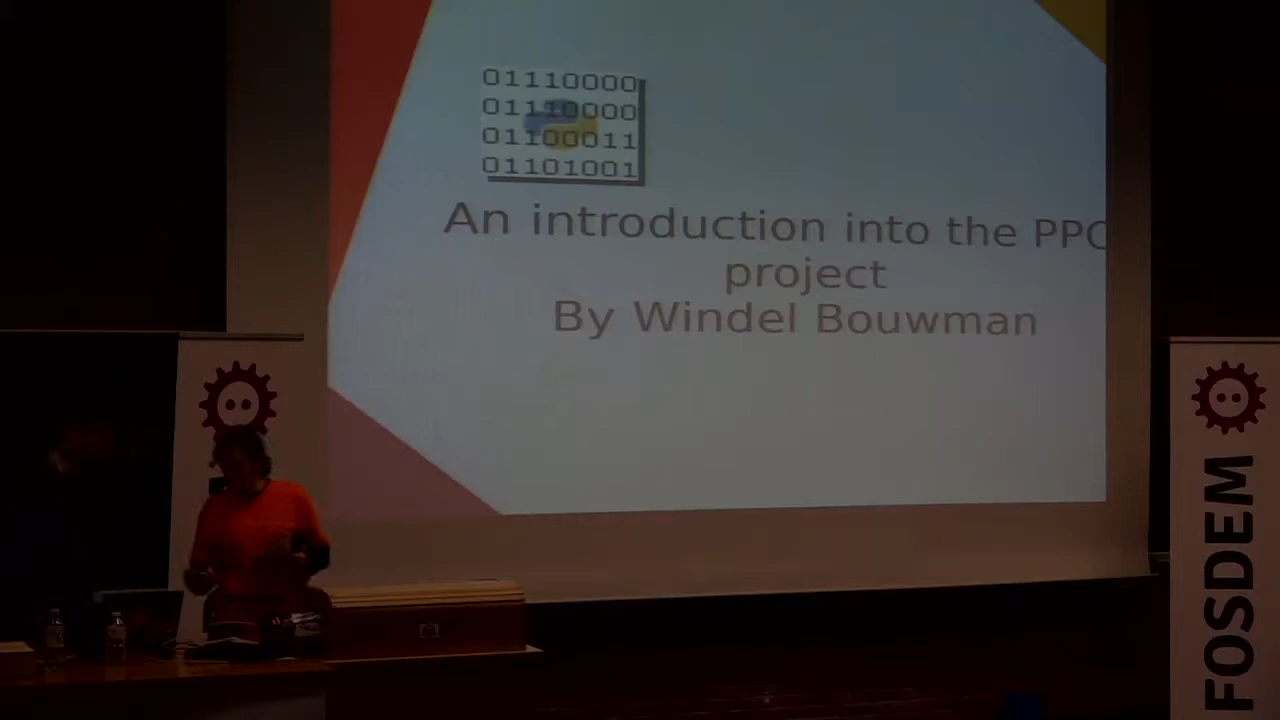 01110000
01110000
01100011
01101001
An introduction into the PPC
project
By Windel Bouwman
FOSDEM